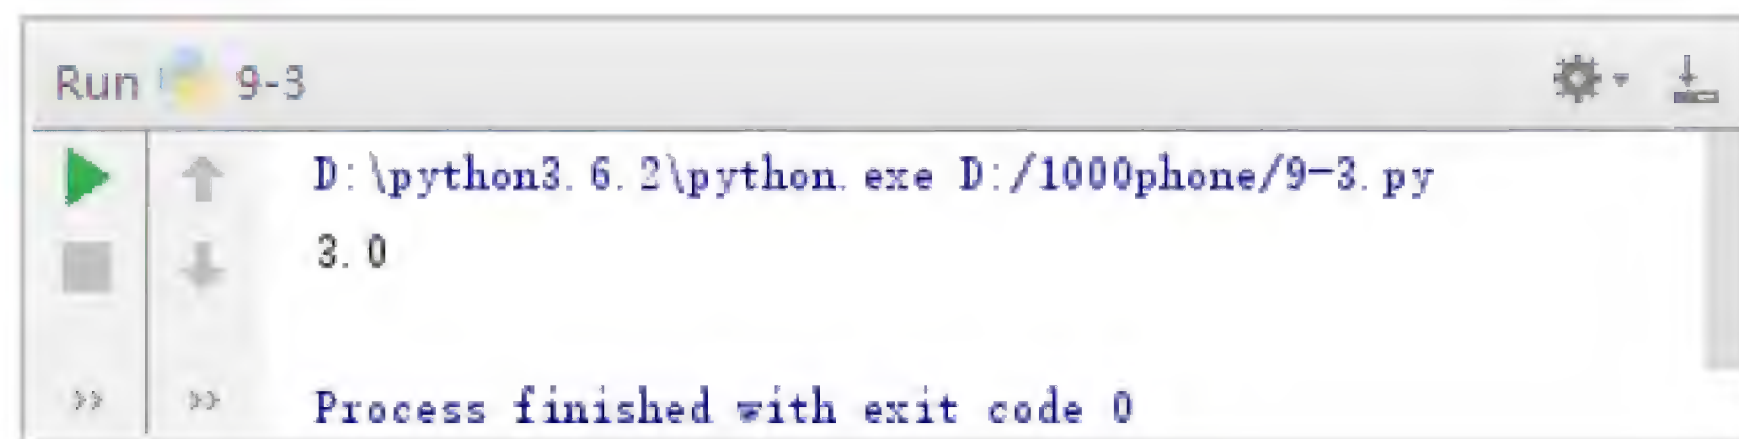 Run 9-3
D:\python3.6.2\python.exe D:/1000phone/9-3.py
3.0
Process finished with exit code 0